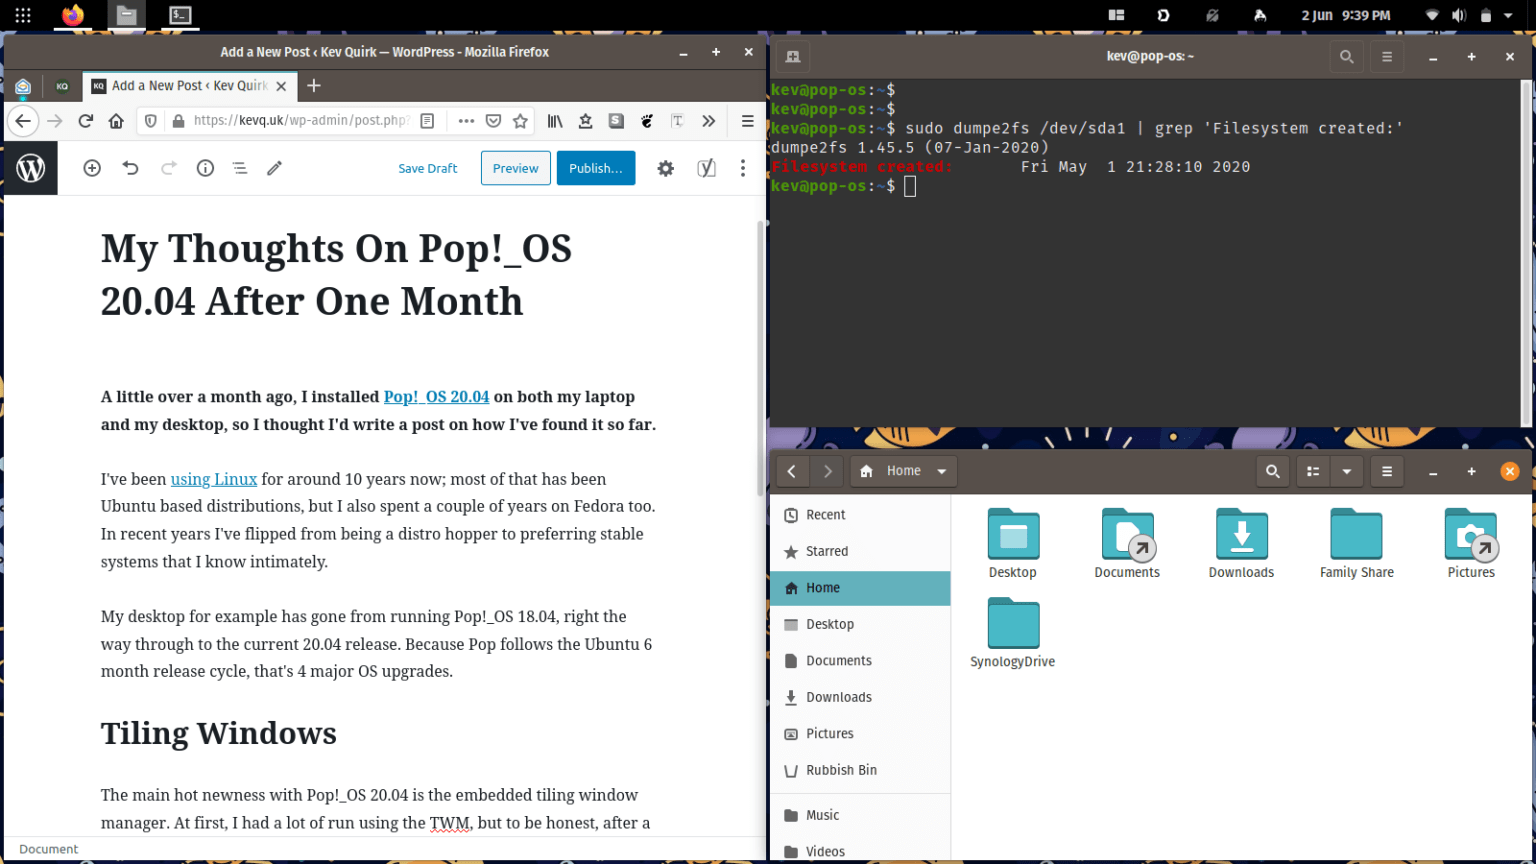 2 Jun 9:39 PM
Add a New Post ‹ Kev Quirk — WordPress - Mozilla Firefox
KQ
KQ Add a New Post ‹ Kev Quirk
https://kevq.uk/wp-admin/post.php?
Save Draft Preview Publish...
My Thoughts On Pop!_OS
20.04 After One Month
A little over a month ago, I installed Pop!_OS 20.04 on both my laptop
and my desktop, so I thought I'd write a post on how I've found it so far.
I've been using Linux for around 10 years now; most of that has been
Ubuntu based distributions, but I also spent a couple of years on Fedora too.
In recent years I've flipped from being a distro hopper to preferring stable
systems that I know intimately.
My desktop for example has gone from running Pop!_OS 18.04, right the
way through to the current 20.04 release. Because Pop follows the Ubuntu 6
month release cycle, that's 4 major OS upgrades.
Tiling Windows
The main hot newness with Pop!_OS 20.04 is the embedded tiling window
manager. At first, I had a lot of run using the TWM, but to be honest, after a
Document
kev@pop-os: ~
kev@pop-os:~$
kev@pop-os:~$
kev@pop-os:~$ sudo dumpe2fs /dev/sda1 | grep 'Filesystem created:'
dumpe2fs 1.45.5 (07-Jan-2020)
Filesystem created: Fri May 1 21:28:10 2020
kev@pop-os:~$
Home
Recent
Starred
Home
Desktop
Documents
Downloads
Pictures
Rubbish Bin
Music
Videos
Desktop Documents Downloads Family Share Pictures
SynologyDrive